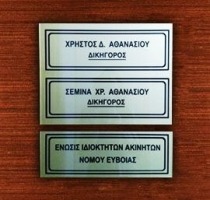 ΧΡΗΣΤΟΣ Δ. ΑΘΑΝΑΣΙΟΥ
ΔΙΚΗΓΟΡΟΣ
ΣΕΜΙΝΑ ΧΡ. ΑΘΑΝΑΣΙΟΥ
ΔΙΚΗΓΟΡΟΣ
ΕΝΩΣΙΣ ΙΔΙΟΚΤΗΤΩΝ ΑΚΙΝΗΤΩΝ
ΝΟΜΟΥ ΕΥΒΟΙΑΣ